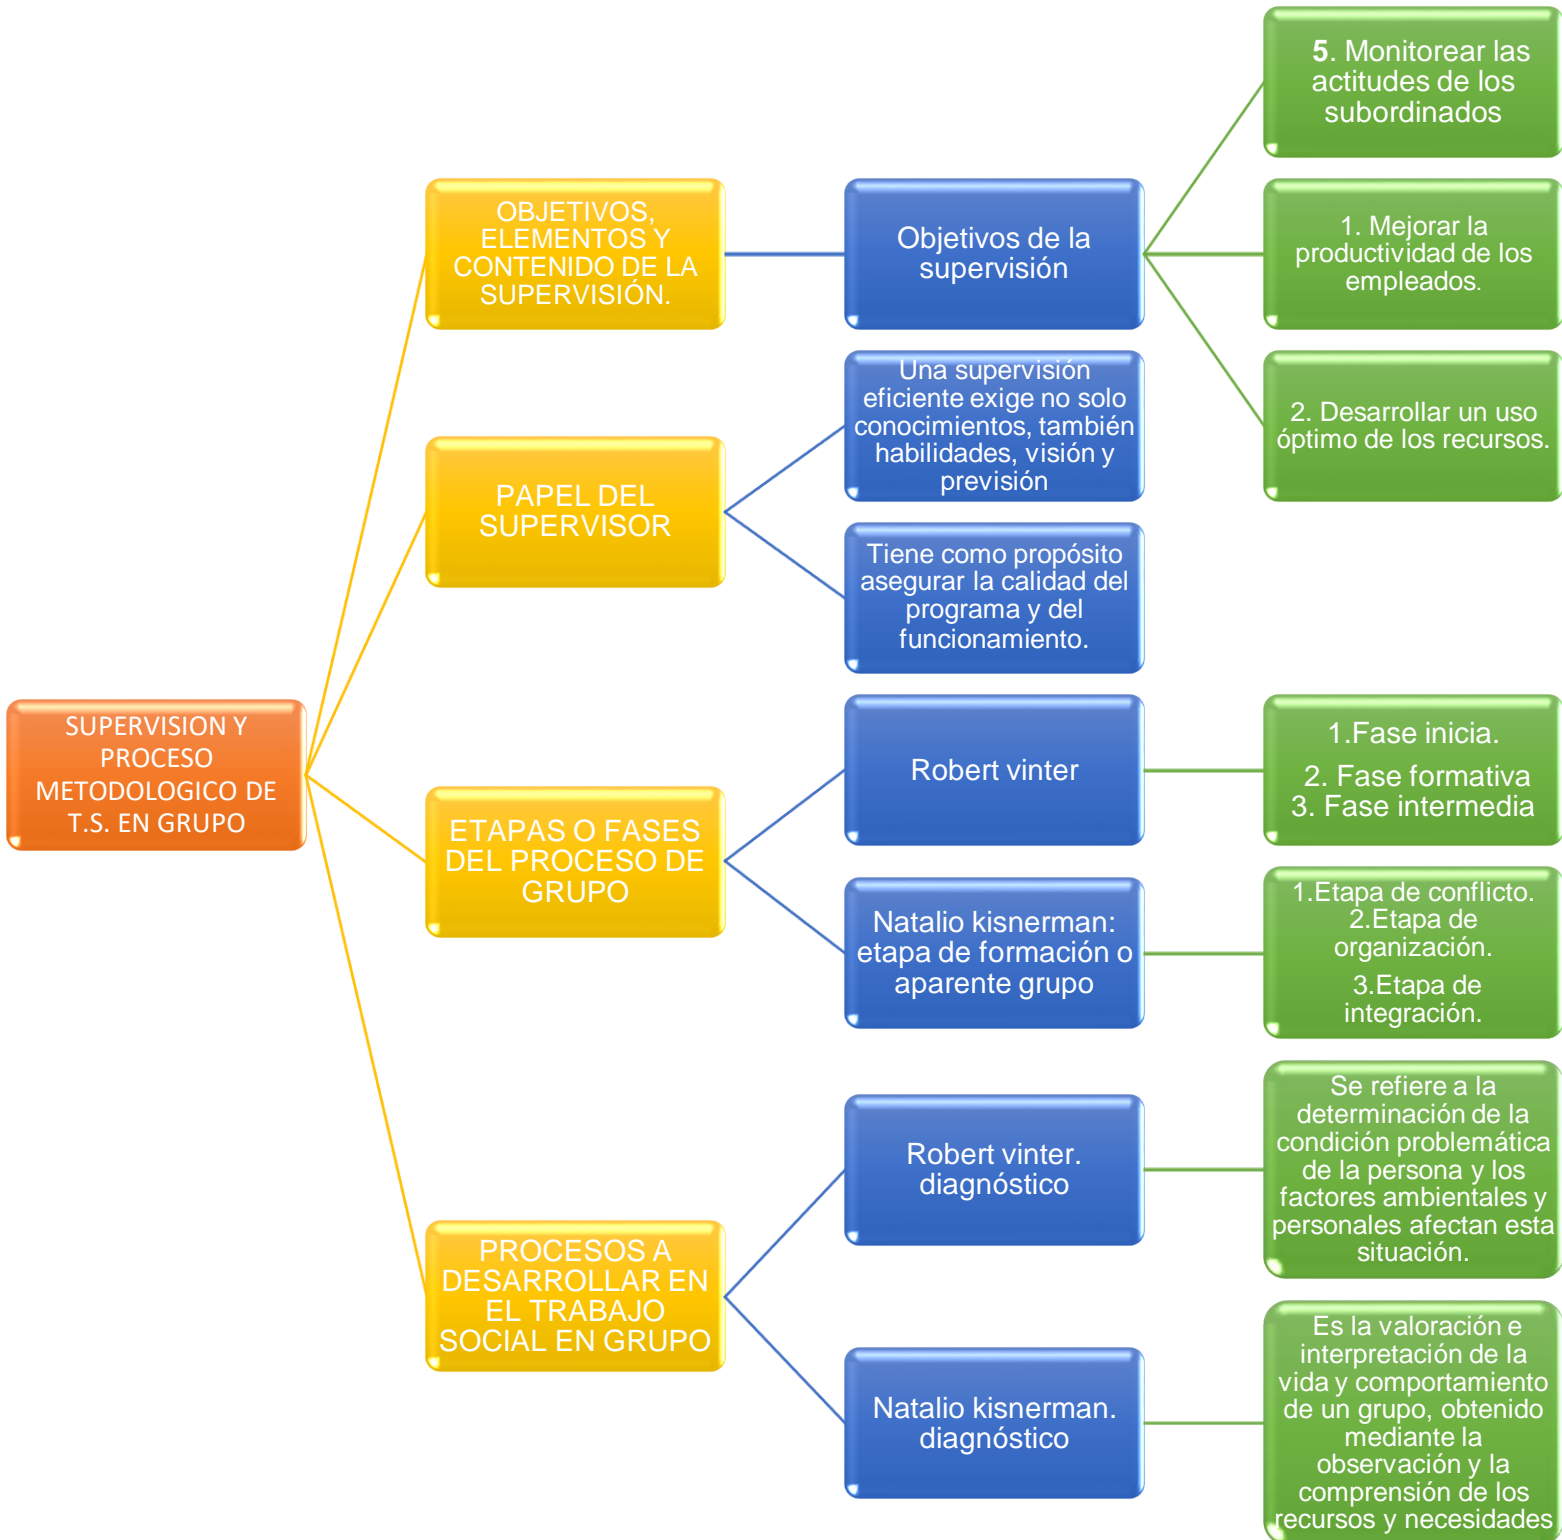 SUPERVISION Y
PROCESO
METODOLOGICO DE
T.S. EN GRUPO
OBJETIVOS,
ELEMENTOS Y
CONTENIDO DE LA
SUPERVISIÓN.
Objetivos de la
supervisión
5. Monitorear las
actitudes de los
subordinados
1. Mejorar la
productividad de los
empleados.
2. Desarrollar un uso
óptimo de los recursos.
PAPEL DEL
SUPERVISOR
Una supervisión
eficiente exige no solo
conocimientos, también
habilidades, visión y
previsión
Tiene como propósito
asegurar la calidad del
programa y del
funcionamiento.
ETAPAS O FASES
DEL PROCESO DE
GRUPO
Robert vinter
1.Fase inicia.
2. Fase formativa
3. Fase intermedia
Natalio kisnerman:
etapa de formación o
aparente grupo
1.Etapa de conflicto.
2.Etapa de
organización.
3.Etapa de
integración.
PROCESOS A
DESARROLLAR EN
EL TRABAJO
SOCIAL EN GRUPO
Robert vinter.
diagnóstico
Se refiere a la
determinación de la
condición problemática
de la persona y los
factores ambientales y
personales afectan esta
situación.
Natalio kisnerman.
diagnóstico
Es la valoración e
interpretación de la
vida y comportamiento
de un grupo, obtenido
mediante la
observación y la
comprensión de los
recursos y necesidades